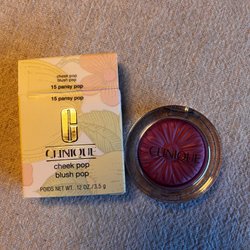 cheek pop
blush pop
15 pansy pop
15 pansy pop
C
CLINIQUE
cheek pop
blush pop
POIDS NET WT. .12 OZ. / 3.5 g
CLINIQUE